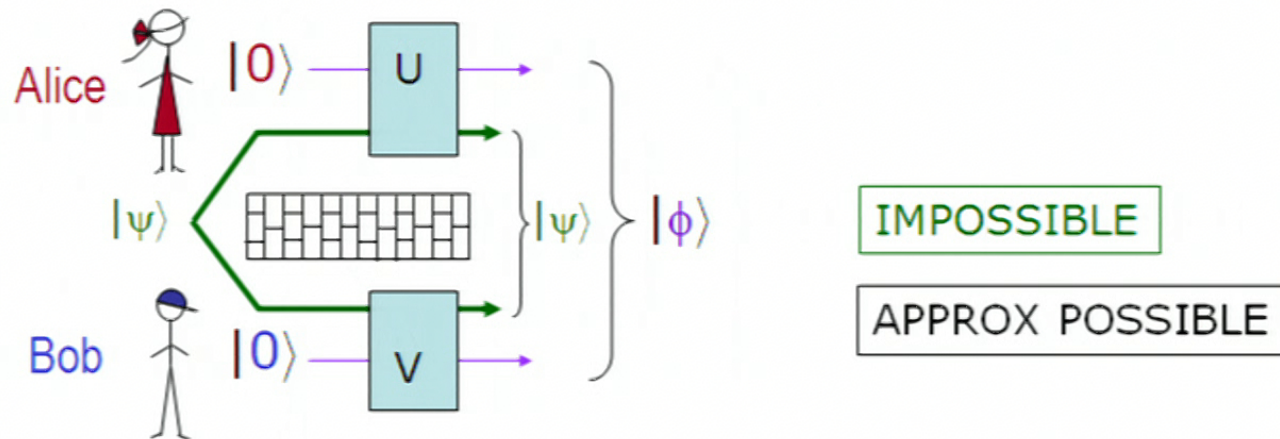 Alice
|0⟩
U
|ψ⟩
|ψ⟩
|ϕ⟩
IMPOSSIBLE
APPROX POSSIBLE
Bob
|0⟩
V